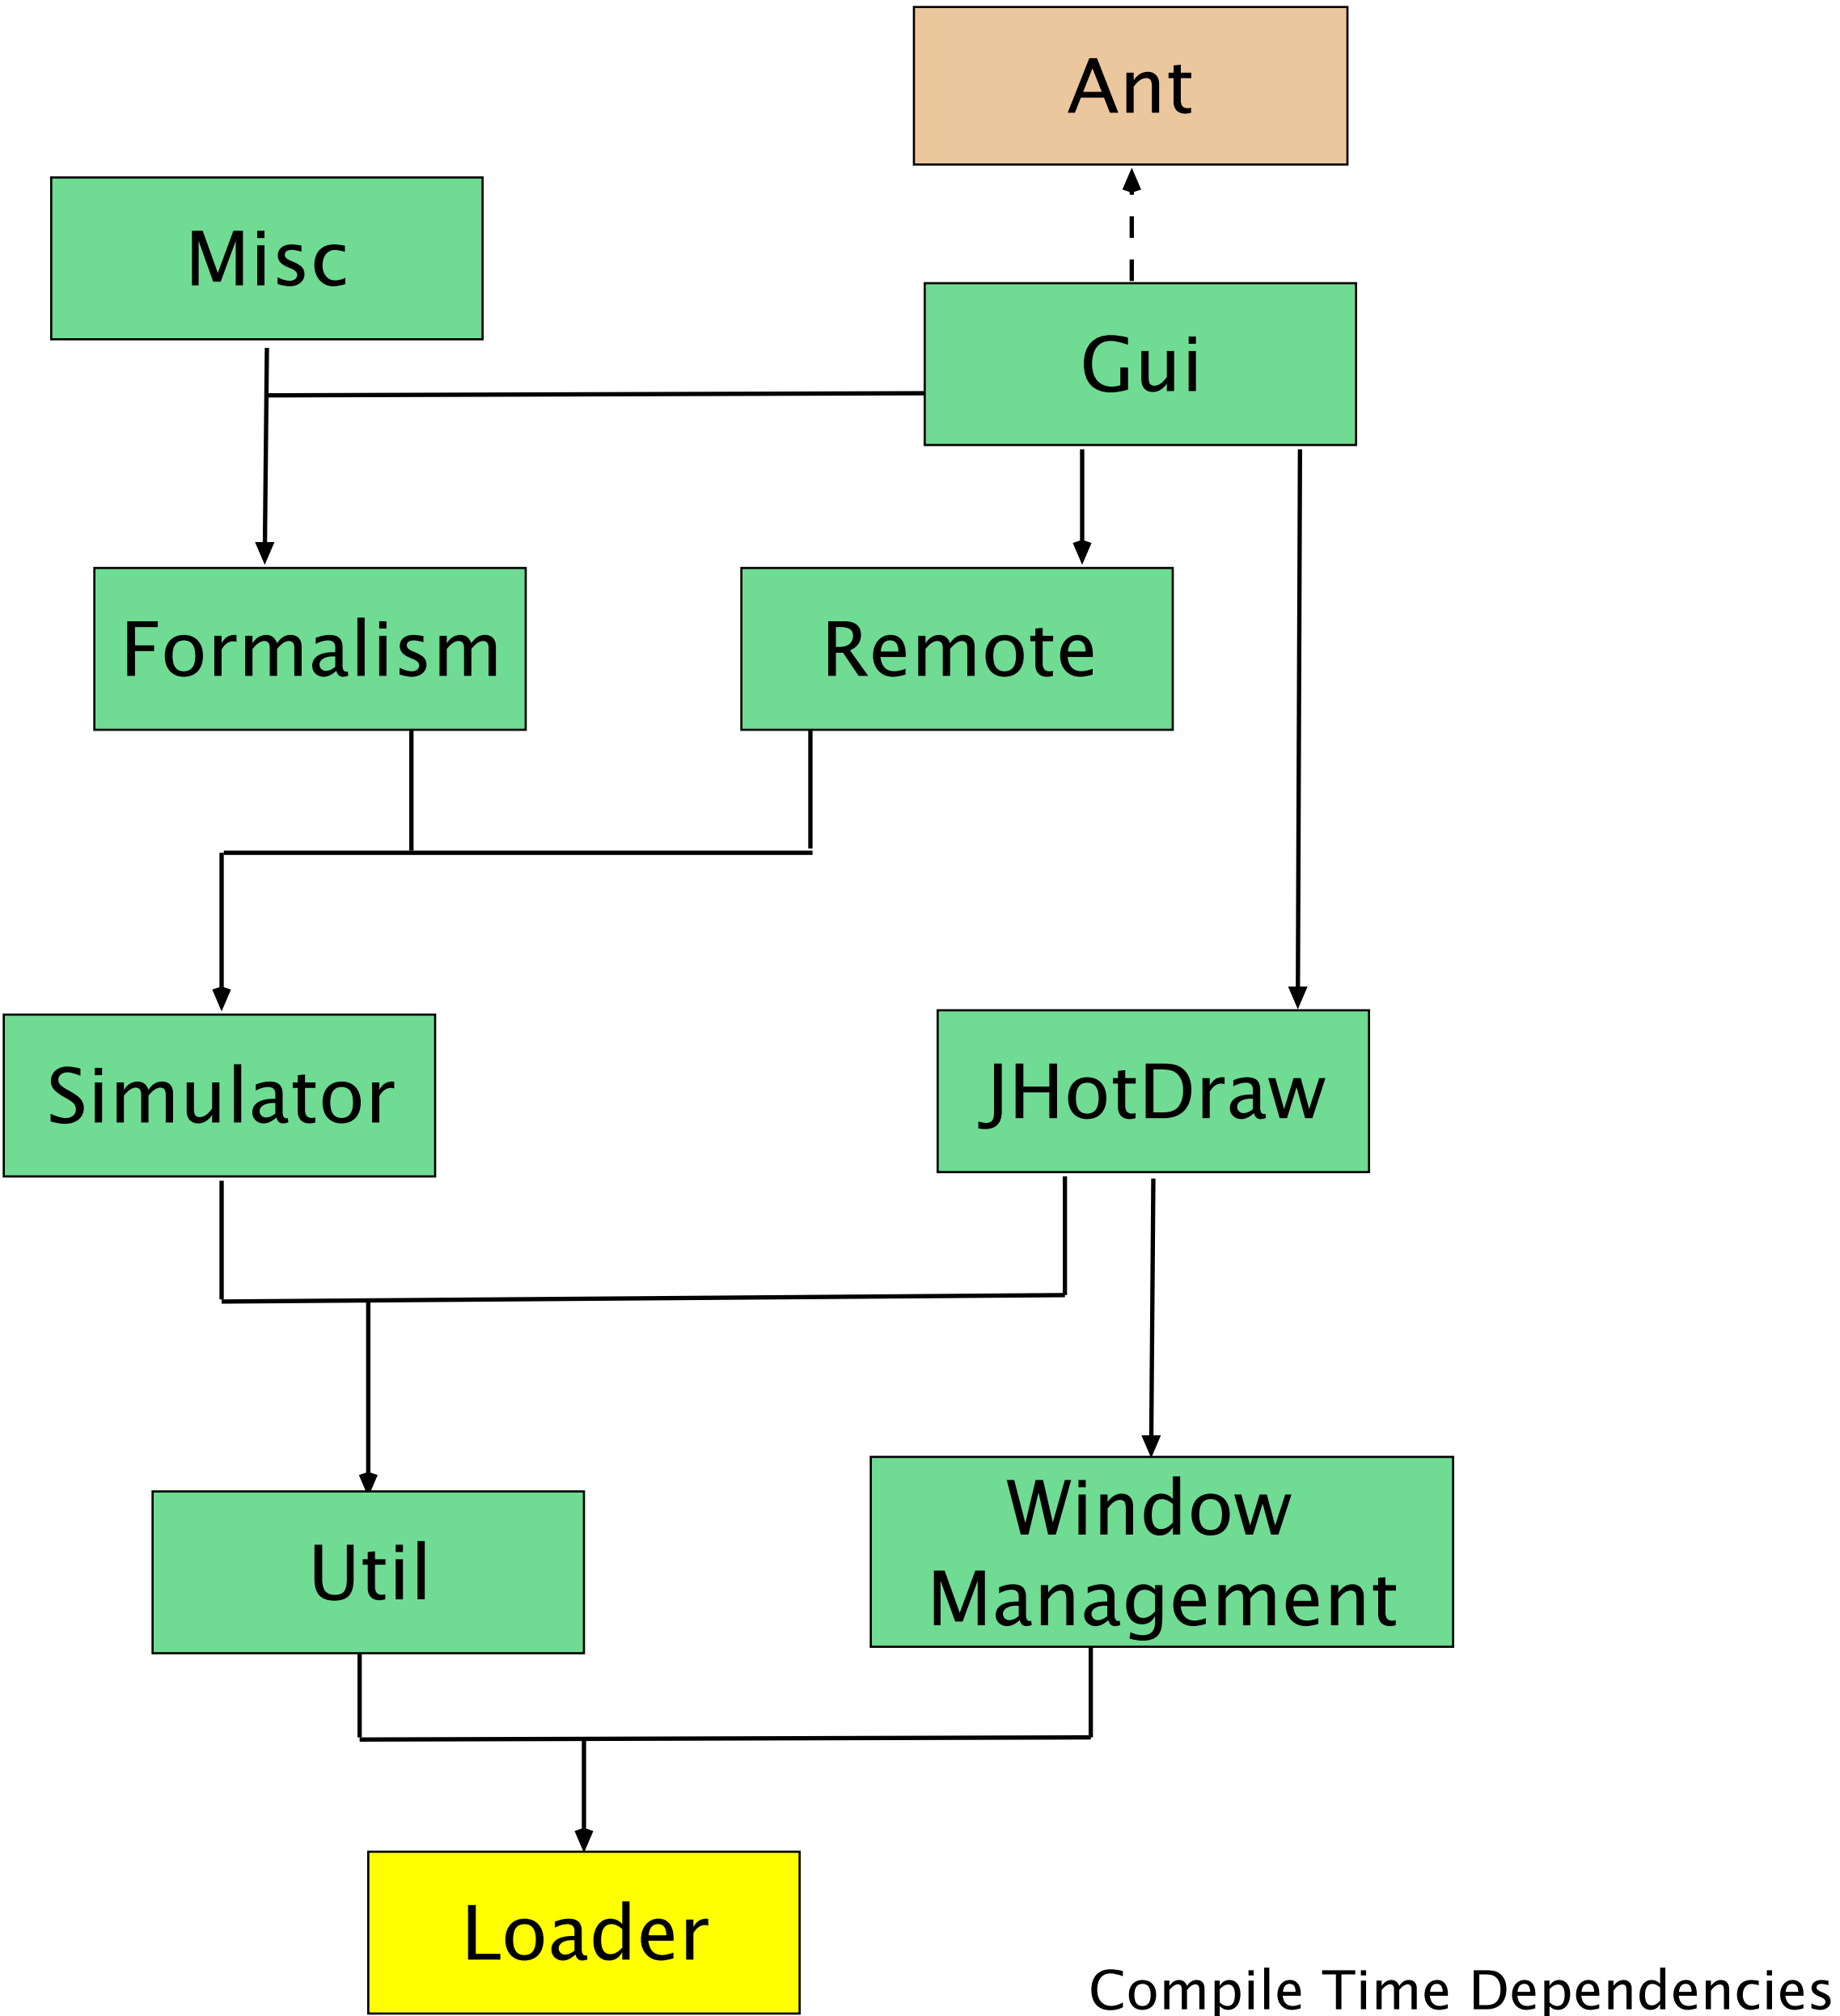 Ant
Misc
Gui
Formalism
Remote
Simulator
JHotDraw
Util
Window
Management
Loader
Compile Time Dependencies